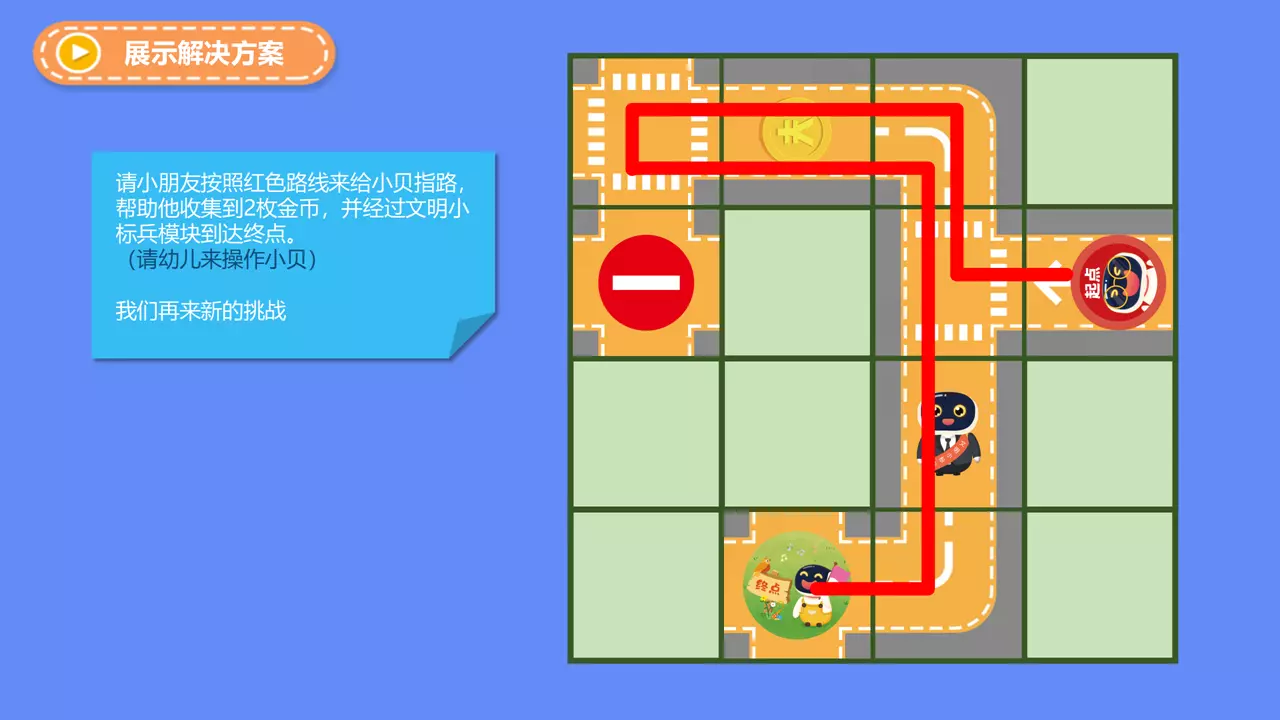 展示解决方案
请小朋友按照红色路线来给小贝指路，
帮助他收集到2枚金币，并经过文明小
标兵模块到达终点。
（请幼儿来操作小贝）
我们再来新的挑战
起点
终点